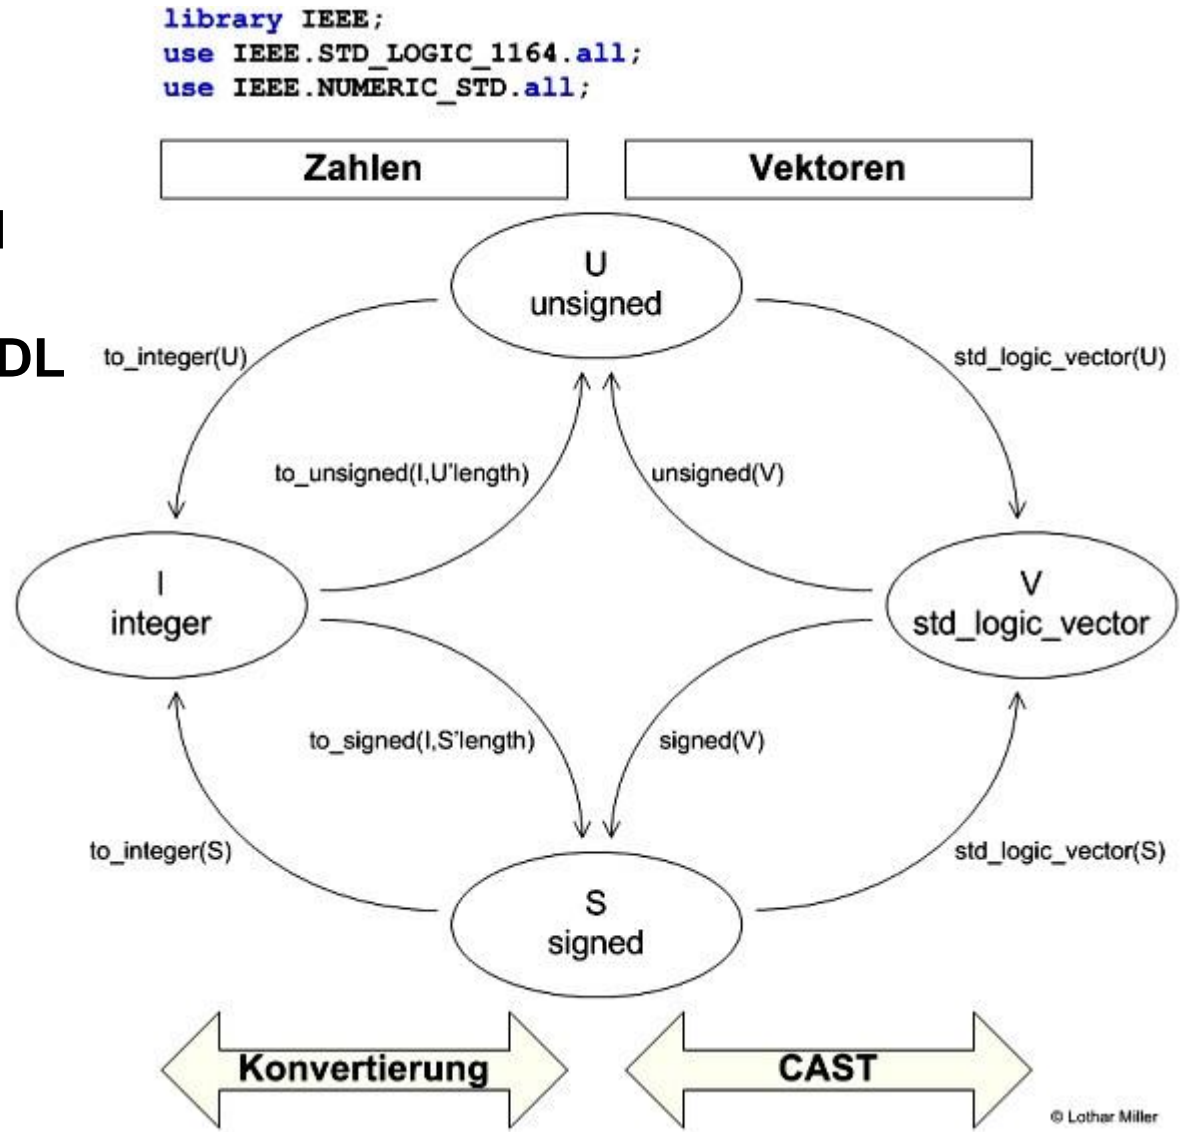 library IEEE;
use IEEE.STD_LOGIC_1164.all;
use IEEE.NUMERIC_STD.all;
Zahlen
Vektoren
U
unsigned
DL
to_integer(U)
std_logic_vector(U)
to_unsigned(I,U'length)
unsigned(V)
I
integer
V
std_logic_vector
to_signed(I,S'length)
signed(V)
to_integer(S)
std_logic_vector(S)
S
signed
Konvertierung
CAST
© Lothar Miller